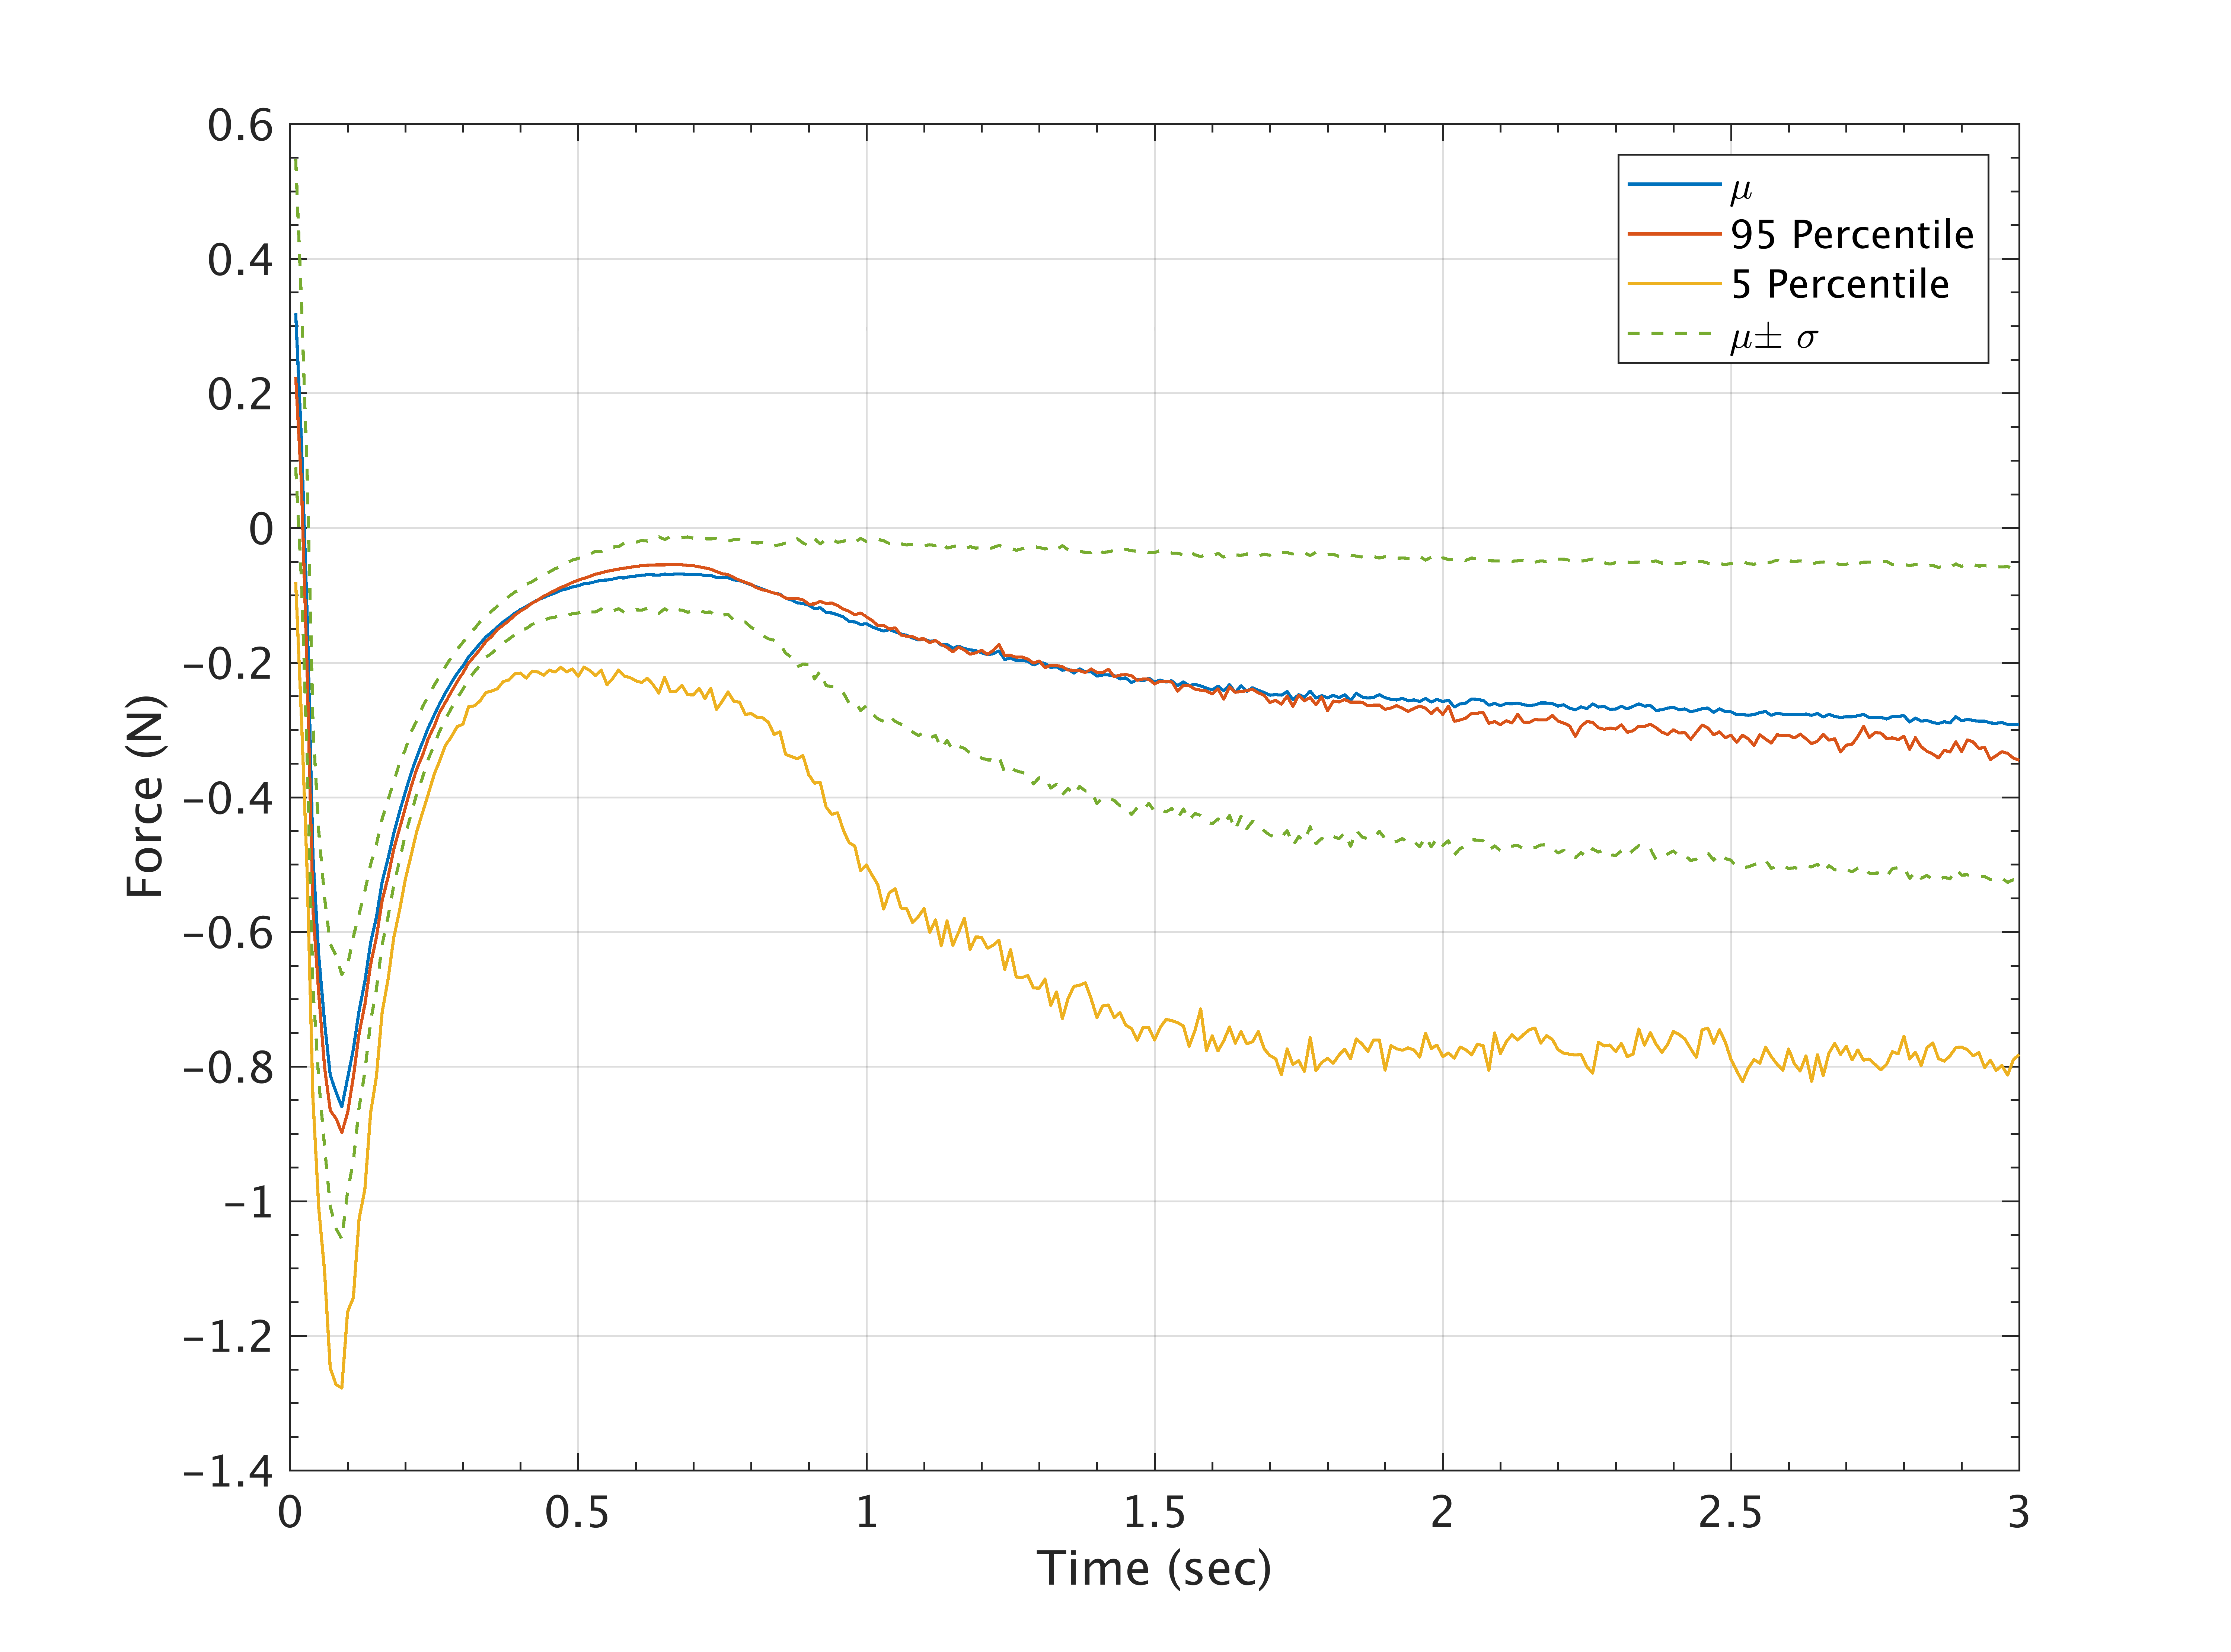 0.6
0.4
0.2
0
−0.2
−0.4
−0.6
−0.8
−1
−1.2
−1.4
Force (N)
μ
95 Percentile
5 Percentile
μ± σ
0 0.5 1 1.5 2 2.5 3
Time (sec)